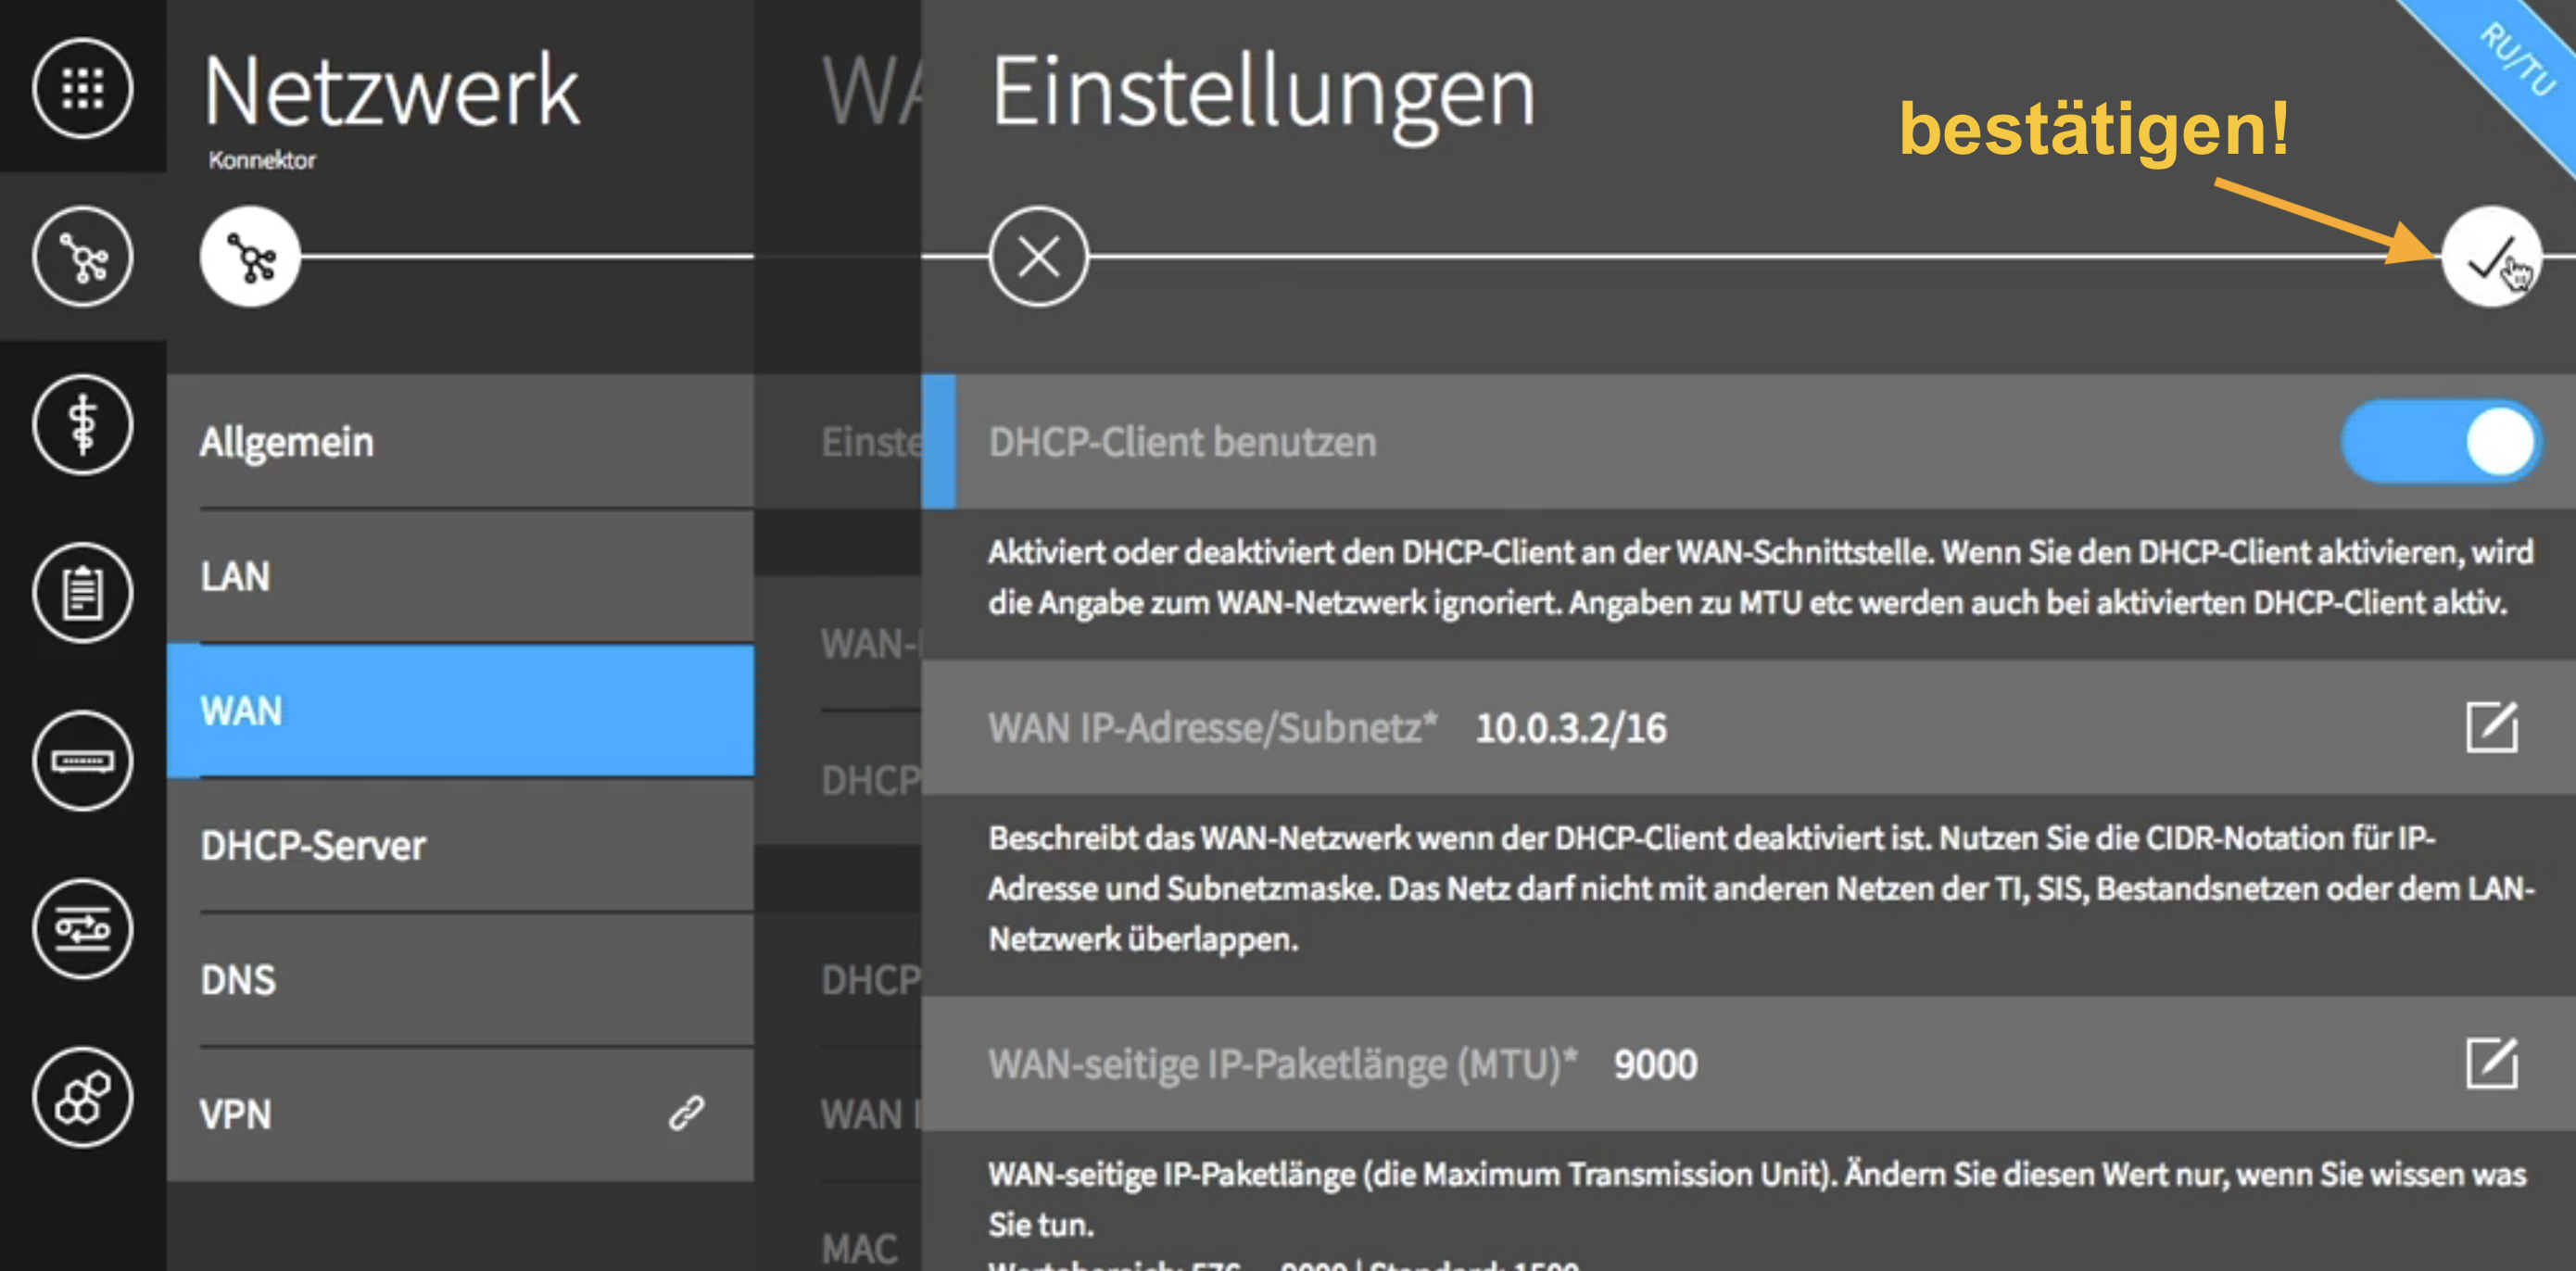 Netzwerk
Konnektor
Allgemein
LAN
WAN
DHCP-Server
DNS
VPN
WA
Einste
WAN-
DHCP
DHCP
WAN
MAC
Einstellungen
RU/TU
bestätigen!
DHCP-Client benutzen
Aktiviert oder deaktiviert den DHCP-Client an der WAN-Schnittstelle. Wenn Sie den DHCP-Client aktivieren, wird
die Angabe zum WAN-Netzwerk ignoriert. Angaben zu MTU etc werden auch bei aktivierten DHCP-Client aktiv.
WAN IP-Adresse/Subnetz* 10.0.3.2/16
Beschreibt das WAN-Netzwerk wenn der DHCP-Client deaktiviert ist. Nutzen Sie die CIDR-Notation für IP-
Adresse und Subnetzmaske. Das Netz darf nicht mit anderen Netzen der TI, SIS, Bestandsnetzen oder dem LAN-
Netzwerk überlappen.
WAN-seitige IP-Paketlänge (MTU)* 9000
WAN-seitige IP-Paketlänge (die Maximum Transmission Unit). Ändern Sie diesen Wert nur, wenn Sie wissen was
Sie tun.